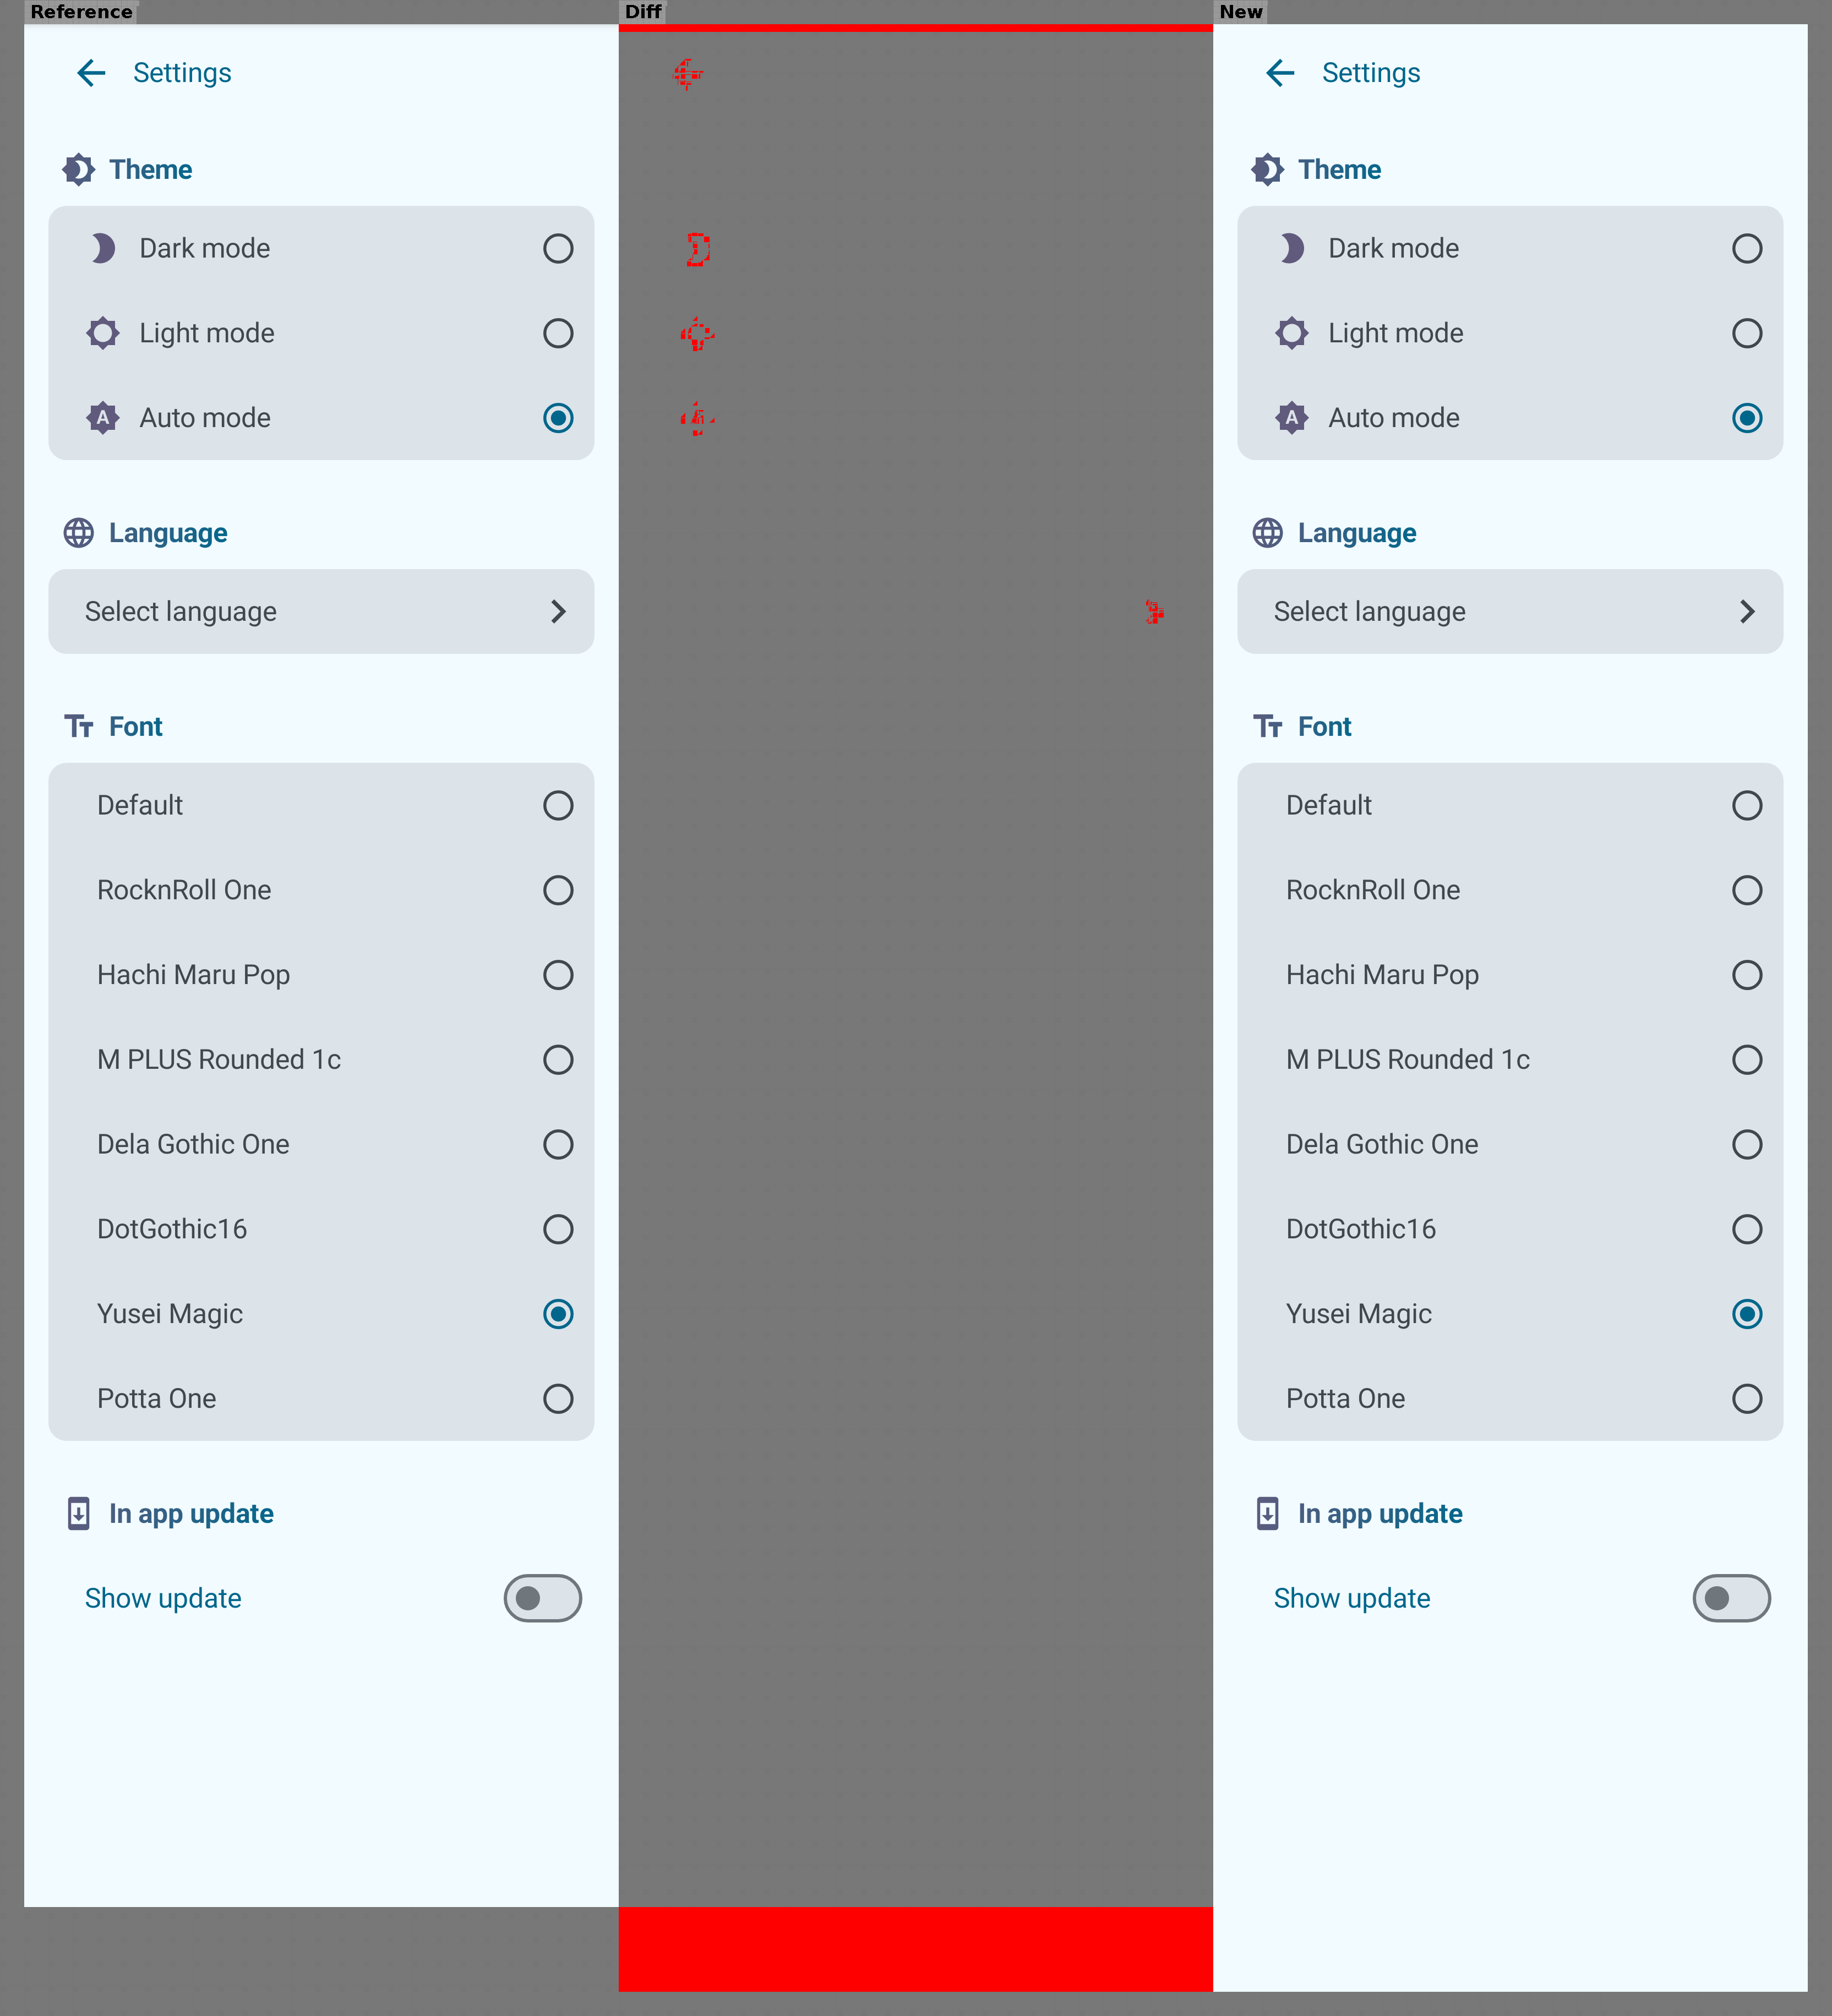 Reference
Diff
New
Settings
Theme
Dark mode
Light mode
A Auto mode
Language
Select language
Font
Default
RocknRoll One
Hachi Maru Pop
M PLUS Rounded 1c
Dela Gothic One
DotGothic16
Yusei Magic
Potta One
In app update
Show update
Settings
Theme
Dark mode
Light mode
A Auto mode
Language
Select language
Font
Default
RocknRoll One
Hachi Maru Pop
M PLUS Rounded 1c
Dela Gothic One
DotGothic16
Yusei Magic
Potta One
In app update
Show update